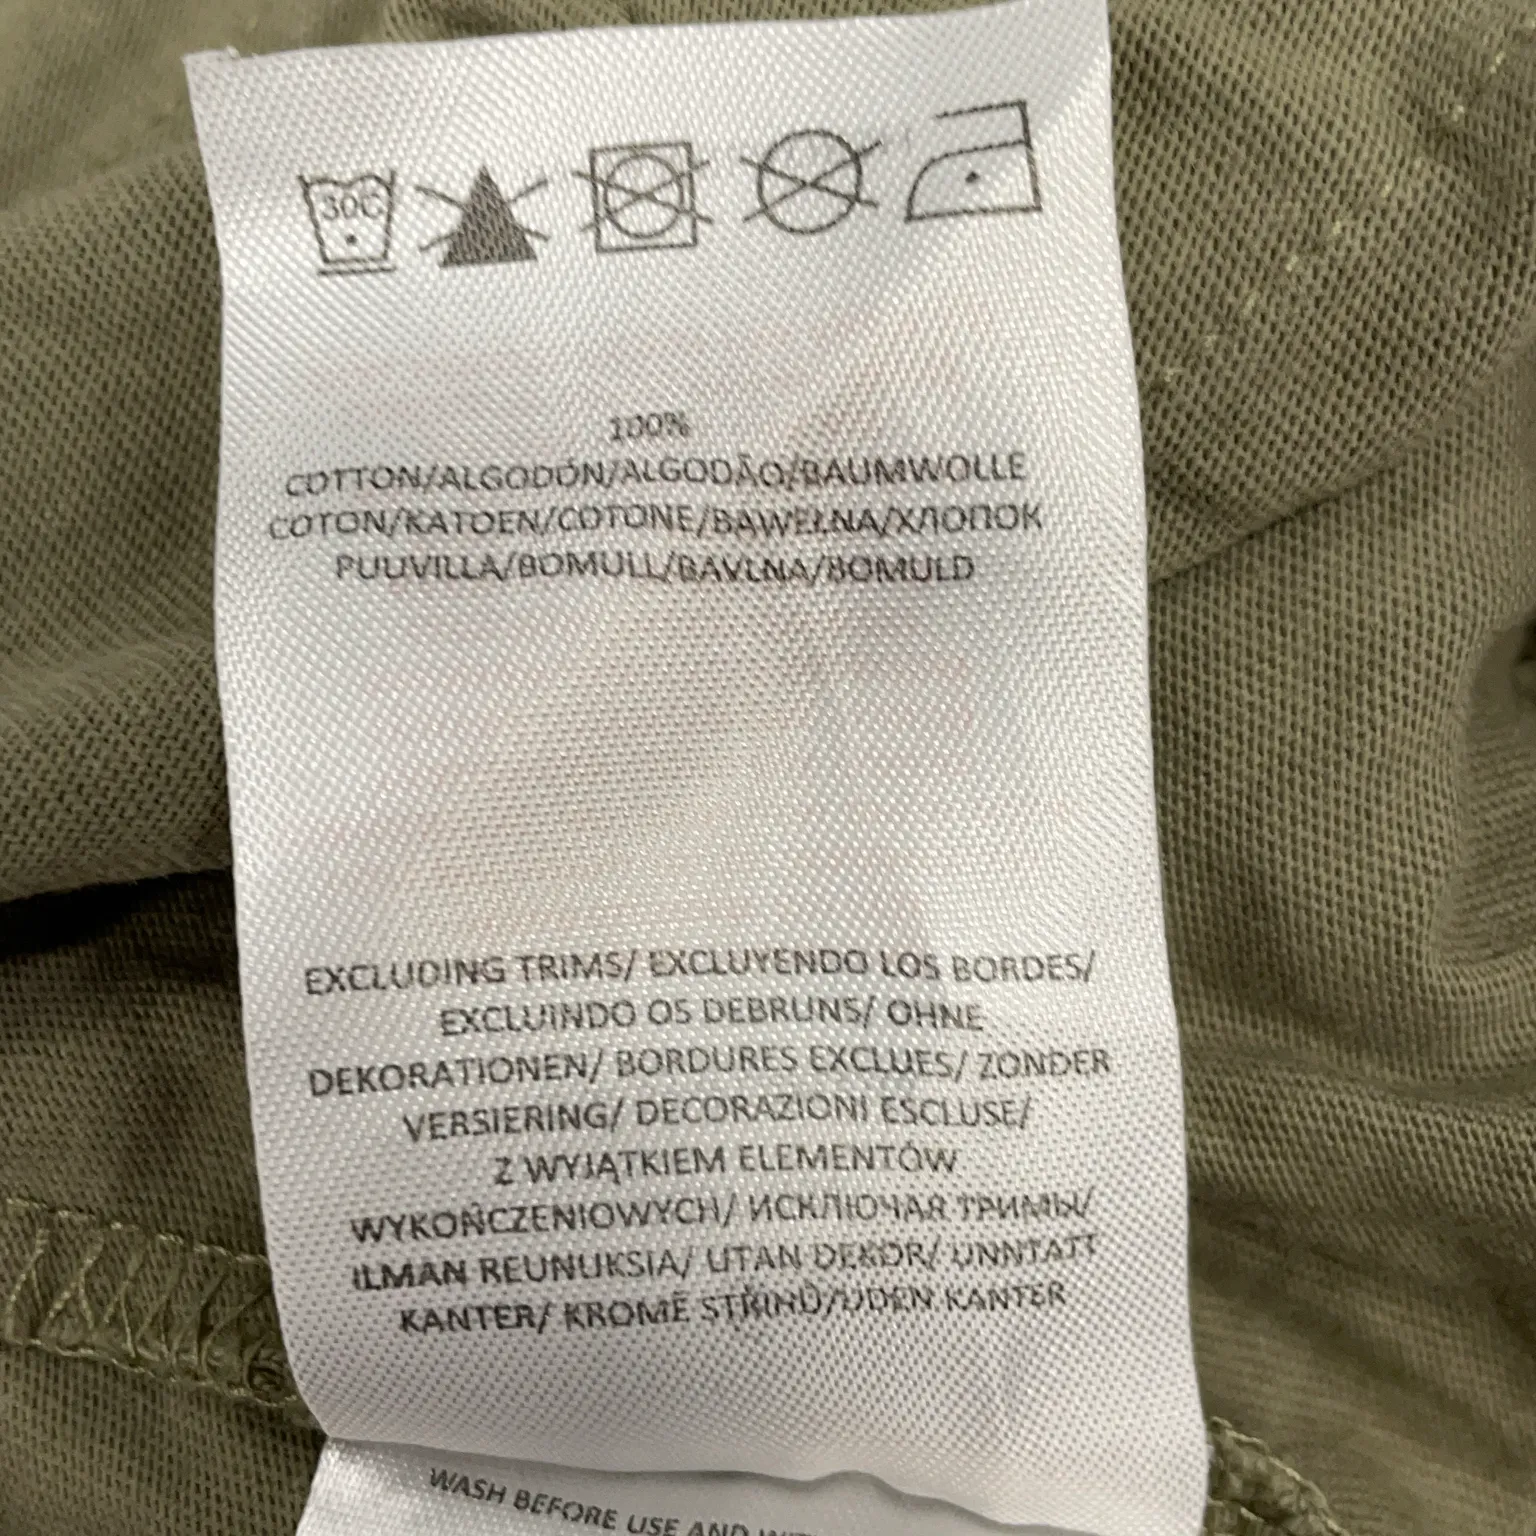 30C
100%
COTTON/ALGODÓN/ALGODÃO/BAUMWOLLE
COTON/KATOEN/COTONE/BAWEŁNA/ХЛОПОК
PUUVILLA/BOMULL/BAVLNA/BOMULD
EXCLUDING TRIMS/ EXCLUYENDO LOS BORDES/
EXCLUINDO OS DEBRUNS/ OHNE
DEKORATIONEN/ BORDURES EXCLUES/ ZONDER
VERSIERING/ DECORAZIONI ESCLUSE/
Z WYJĄTKIEM ELEMENTÓW
WYKOŃCZENIOWYCH/ ИСКЛЮЧАЯ ТРИМЫ/
ILMAN REUNUKSIA/ UTAN DEKOR/ UNNTATT
KANTER/ KROMĚ STŘIHŮ/UDEN KANTER
WASH BEFORE USE AND